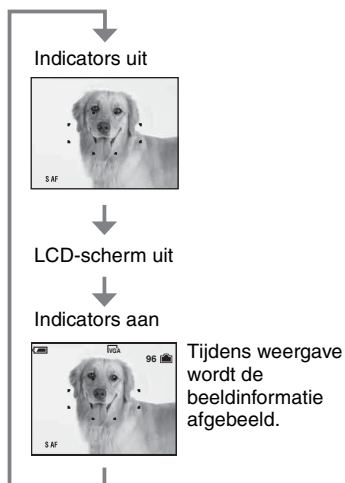 Indicators uit
S AF
LCD-scherm uit
Indicators aan
VGA
96
S AF
Tijdens weergave
wordt de
beeldinformatie
afgebeeld.